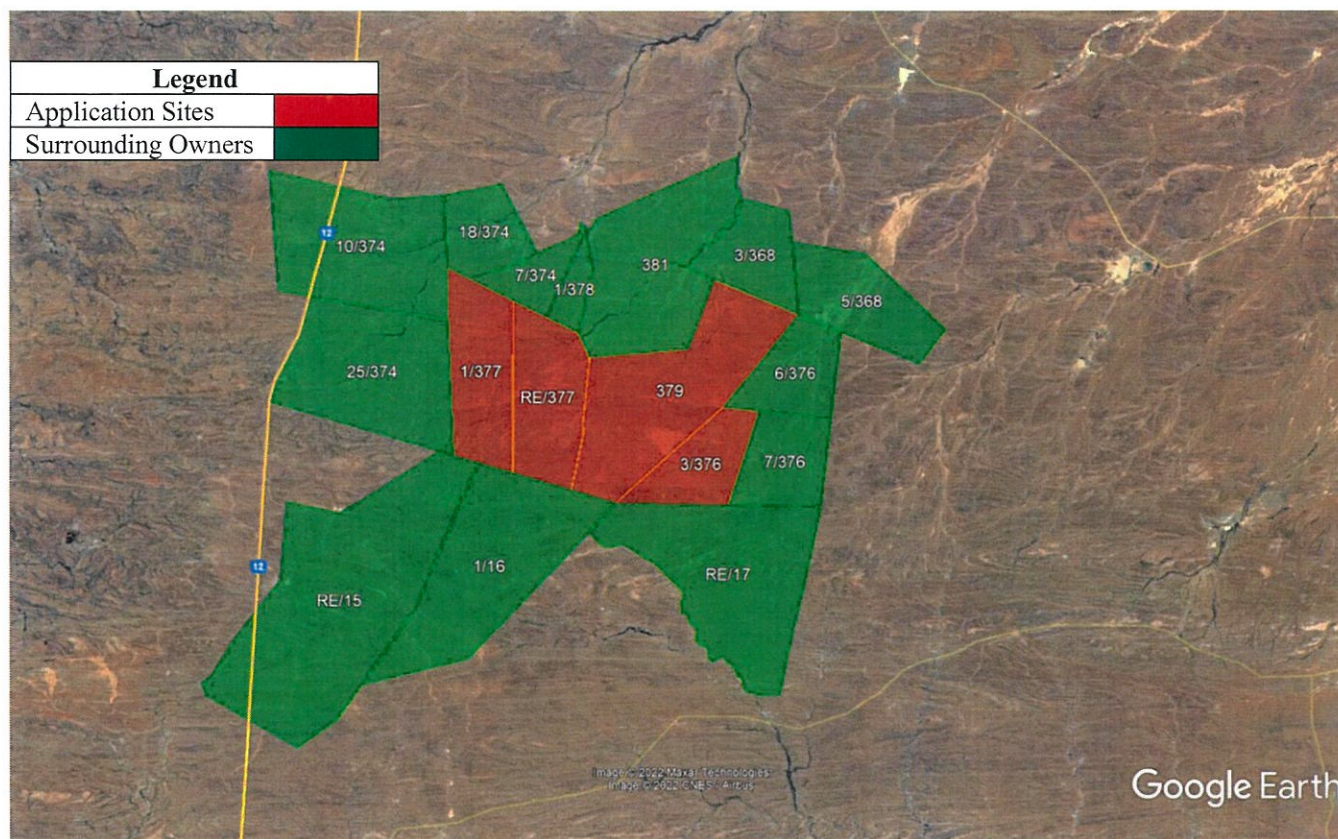 Legend
Application Sites
Surrounding Owners
12
10/374
18/374
7/374
1/378
381
3/368
5/368
25/374
1/377
RE/377
379
6/376
3/376
7/376
12
RE/15
1/16
RE/17
Image © 2022 Maxar Technologies
Image © 2022 CNES / Airbus
Google Earth